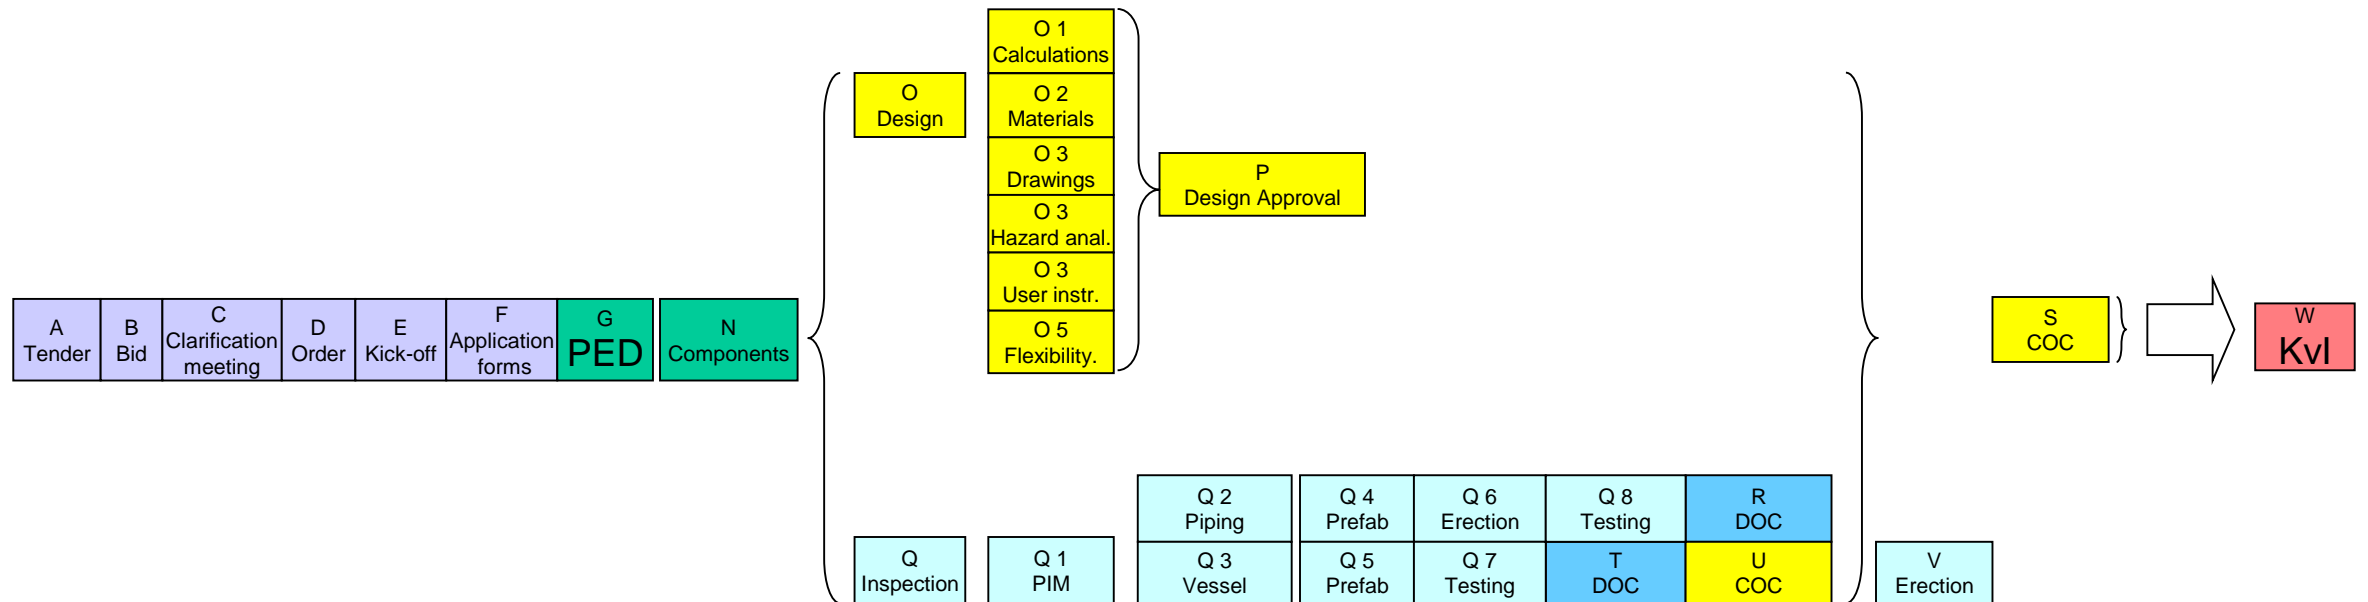 O 1
Calculations
O 2
Materials
O 3
Drawings
O 3
Hazard anal.
O 3
User instr.
O 5
Flexibility.
O
Design
P
Design Approval
A
Tender
B
Bid
C
Clarification
meeting
D
Order
E
Kick-off
F
Application
forms
G
PED
N
Components
S
COC
W
KvI
Q 2
Piping
Q 4
Prefab
Q 6
Erection
Q 8
Testing
R
DOC
Q
Inspection
Q 1
PIM
Q 3
Vessel
Q 5
Prefab
Q 7
Testing
T
DOC
U
COC
V
Erection